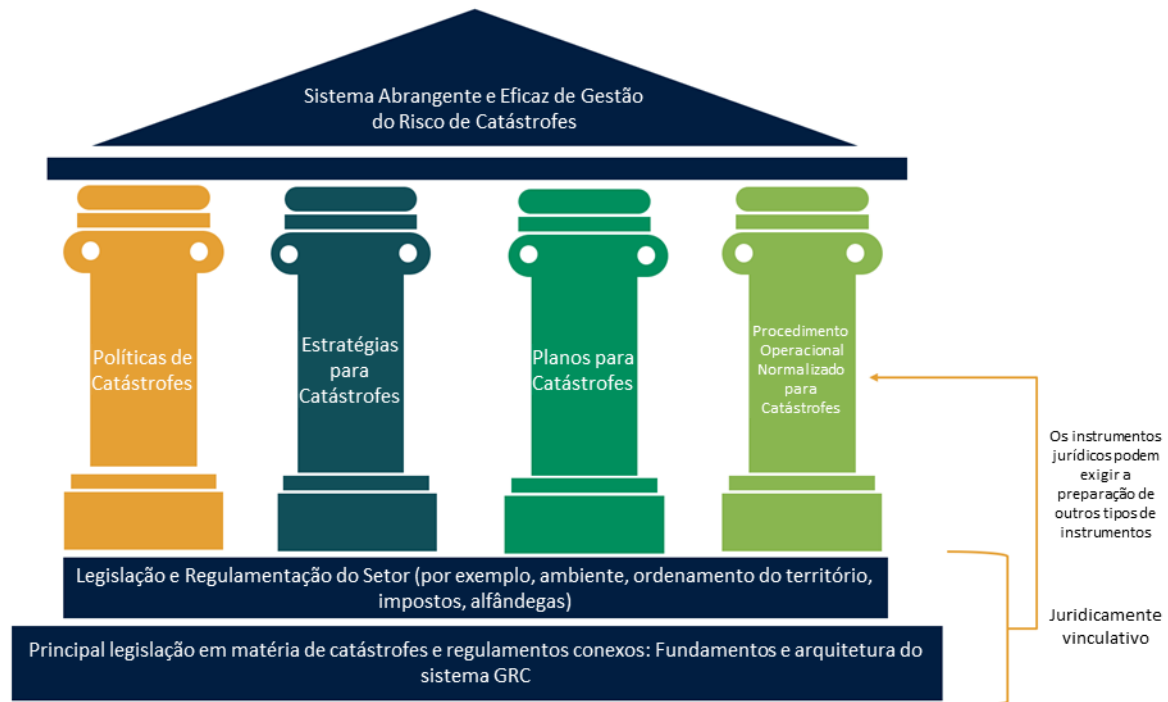 Sistema Abrangente e Eficaz de Gestão
do Risco de Catástrofes
Políticas de
Catástrofes
Estratégias
para
Catástrofes
Planos para
Catástrofes
Procedimento
Operacional
Normalizado
para
Catástrofes
Os instrumentos
jurídicos podem
exigir a
preparação de
outros tipos de
instrumentos
Legislação e Regulamentação do Setor (por exemplo, ambiente, ordenamento do território,
impostos, alfândegas)
Juridicamente
vinculativo
Principal legislação em matéria de catástrofes e regulamentos conexos: Fundamentos e arquitetura do
sistema GRC